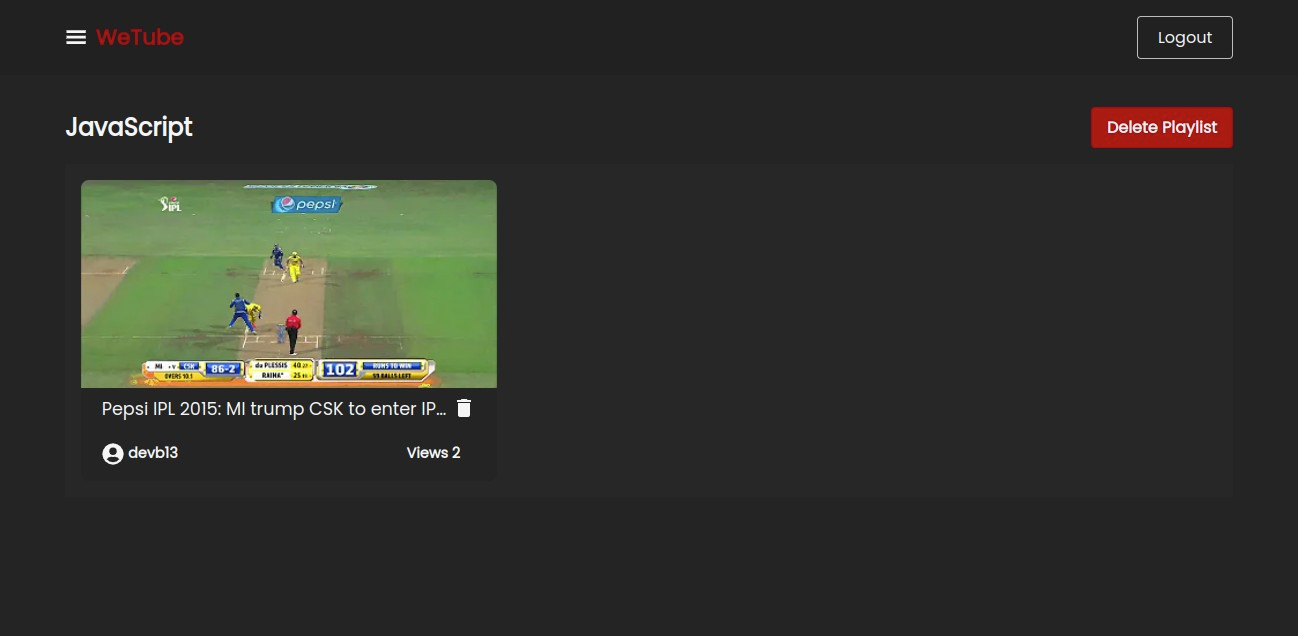 WeTube
Logout
JavaScript
Delete Playlist
IPL
pepsi
MI v CSK 86-2 du PLESSIS 40 102 RUNS TO WIN
OVERS 10.1 RAINA* 25 59 BALLS LEFT
Pepsi IPL 2015: MI trump CSK to enter IP...
devb13
Views 2